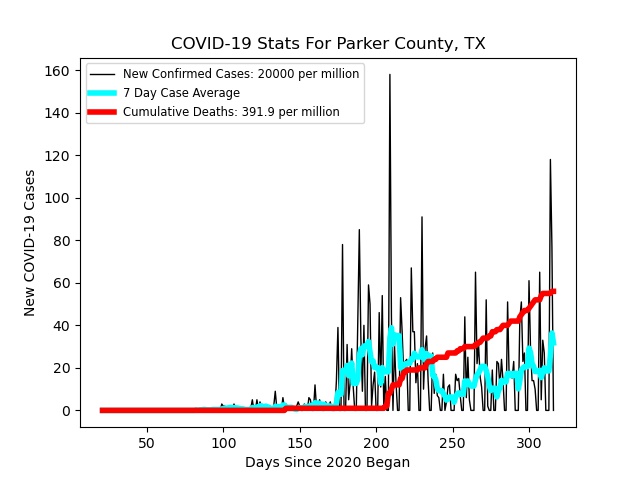 COVID-19 Stats For Parker County, TX
New Confirmed Cases: 20000 per million
7 Day Case Average
Cumulative Deaths: 391.9 per million
New COVID-19 Cases
160
140
120
100
80
60
40
20
0
50 100 150 200 250 300
Days Since 2020 Began